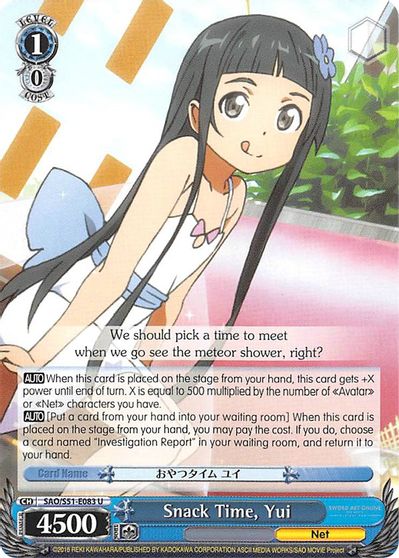 LEVEL
1
0
COST
We should pick a time to meet
when we go see the meteor shower, right?
AUTO When this card is placed on the stage from your hand, this card gets +X
power until end of turn. X is equal to 500 multiplied by the number of «Avatar»
or «Net» characters you have.
AUTO [Put a card from your hand into your waiting room] When this card is
placed on the stage from your hand, you may pay the cost. If you do, choose
a card named "Investigation Report" in your waiting room, and return it to
your hand.
Card Name
おやつタイム ユイ
CH SAO/S51-E083 U
Snack Time, Yui
SWORD ART ONLINE
POWER
4500
SOUL
Net
©2016 REKI KAWAHARA/PUBLISHED BY KADOKAWA CORPORATION ASCII MEDIA WORKS/SAO MOVIE Project